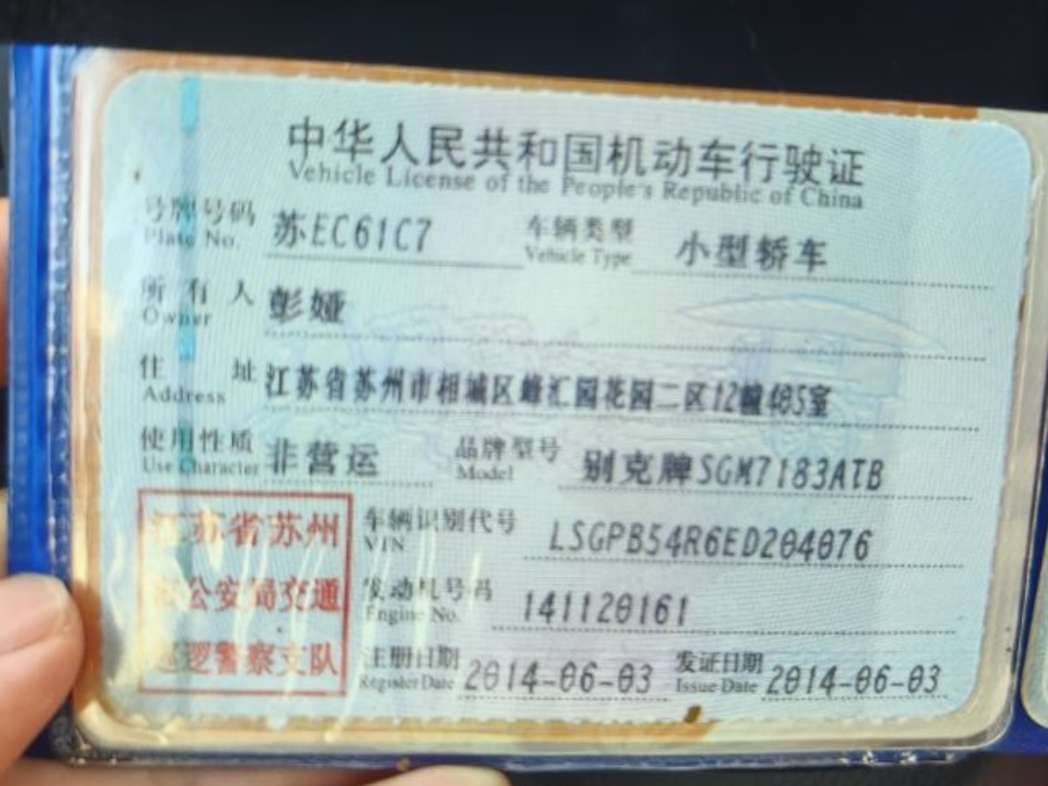 中华人民共和国机动车行驶证
Vehicle License of the People's Republic of China
号牌号码 苏EC61C7 车辆类型 小型轿车
Plate No. Vehicle Type
所有人 彭娅
Owner
住址 江苏省苏州市相城区峰汇园花园二区12幢485室
Address
使用性质 非营运 品牌型号 别克牌SGM7183ATB
Use Character Model
江苏省苏州 车辆识别代号 LSGPB54R6ED204076
VIN
公安局交通 发动机号码 141120161
Engine No.
巡逻警察支队 注册日期 2014-06-03 发证日期 2014-06-03
Register Date Issue Date